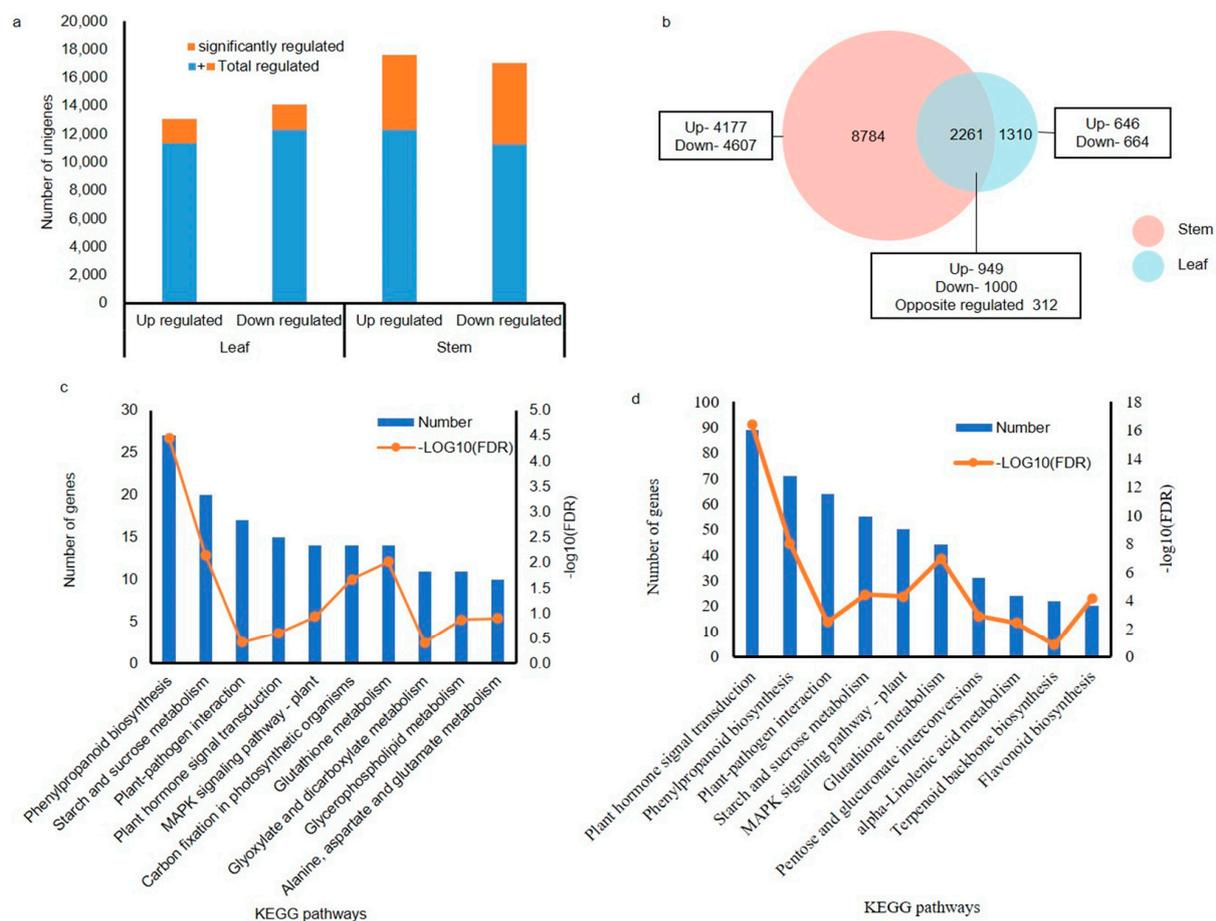 a
20,000
18,000
16,000
14,000
12,000
10,000
8,000
6,000
4,000
2,000
0
Number of unigenes
significantly regulated
+ Total regulated
Up regulated Down regulated Up regulated Down regulated
Leaf Stem
b
Up- 4177
Down- 4607
8784 2261 1310
Up- 646
Down- 664
Up- 949
Down- 1000
Opposite regulated 312
Stem
Leaf
c
30
25
20
15
10
5
0
Number of genes
Number
-LOG10(FDR)
5.0
4.5
4.0
3.5
3.0
2.5
2.0
1.5
1.0
0.5
0.0
-log10(FDR)
Phenylpropanoid biosynthesis
Starch and sucrose metabolism
Plant-pathogen interaction
Plant hormone signal transduction
MAPK signaling pathway - plant
Carbon fixation in photosynthetic organisms
Glutathione metabolism
Glyoxylate and dicarboxylate metabolism
Glycerophospholipid metabolism
Alanine, aspartate and glutamate metabolism
KEGG pathways
d
100
90
80
70
60
50
40
30
20
10
0
Number of genes
Number
-LOG10(FDR)
18
16
14
12
10
8
6
4
2
0
-log10(FDR)
Plant hormone signal transduction
Phenylpropanoid biosynthesis
Plant-pathogen interaction
Starch and sucrose metabolism
MAPK signaling pathway - plant
Glutathione metabolism
Pentose and glucuronate interconversions
alpha-Linolenic acid metabolism
Terpenoid backbone biosynthesis
Flavonoid biosynthesis
KEGG pathways